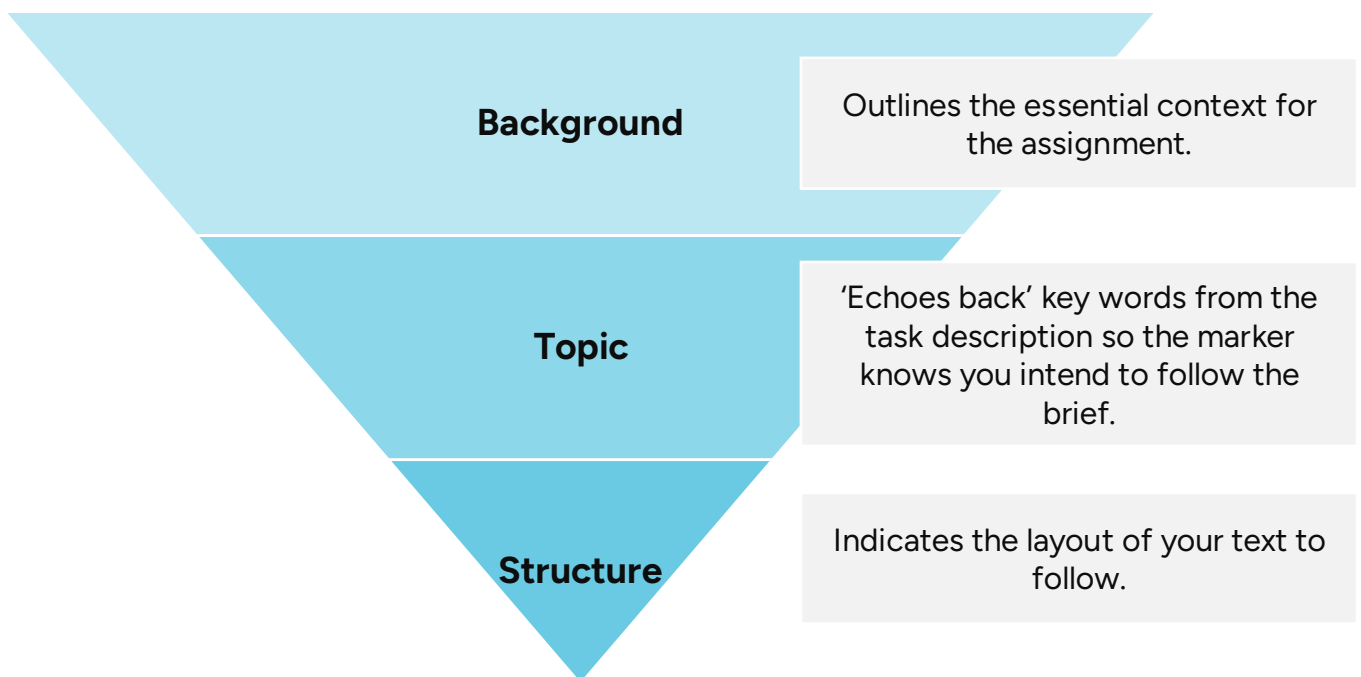 Background
Outlines the essential context for
the assignment.
Topic
‘Echoes back’ key words from the
task description so the marker
knows you intend to follow the
brief.
Structure
Indicates the layout of your text to
follow.